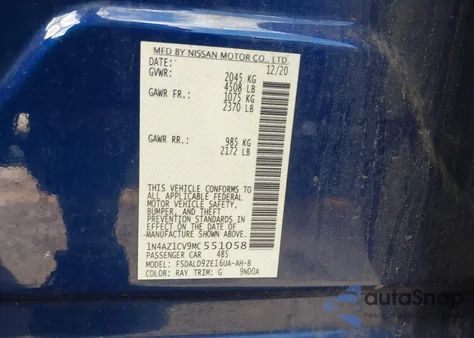 MFD BY NISSAN MOTOR CO., LTD.
DATE: 12/20
GVWR: 2045 KG
4508 LB
GAWR FR: 1075 KG
2370 LB
GAWR RR: 985 KG
2172 LB
THIS VEHICLE CONFORMS TO
ALL APPLICABLE FEDERAL
MOTOR VEHICLE SAFETY,
BUMPER, AND THEFT
PREVENTION STANDARDS IN
EFFECT ON THE DATE OF
MANUFACTURE SHOWN ABOVE.
1N4AZ1CV9MC551058
PASSENGER CAR 485
MODEL: FSDALD9ZE16UA-AH-B
COLOR: RAY TRIM: G 9N00A
autoSnap
www.autosnap